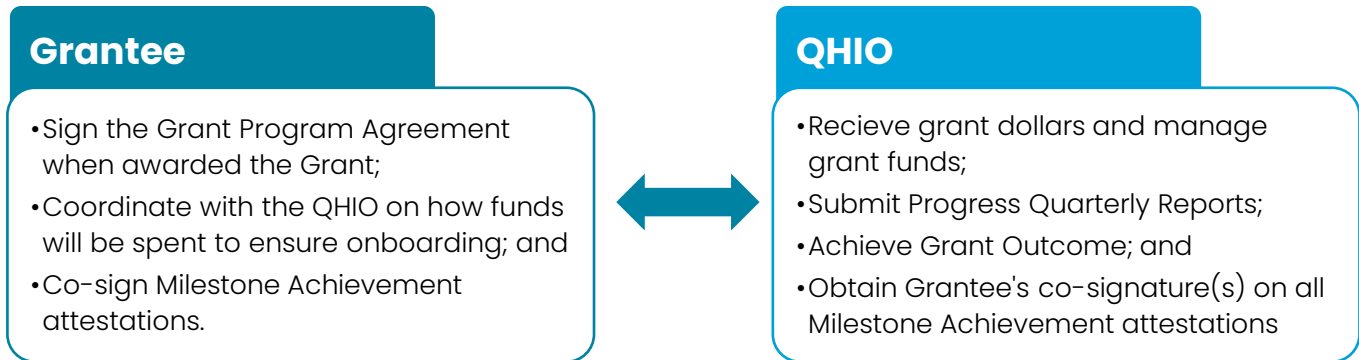 Grantee
•Sign the Grant Program Agreement
when awarded the Grant;
•Coordinate with the QHIO on how funds
will be spent to ensure onboarding; and
•Co-sign Milestone Achievement
attestations.
QHIO
•Recieve grant dollars and manage
grant funds;
•Submit Progress Quarterly Reports;
•Achieve Grant Outcome; and
•Obtain Grantee's co-signature(s) on all
Milestone Achievement attestations